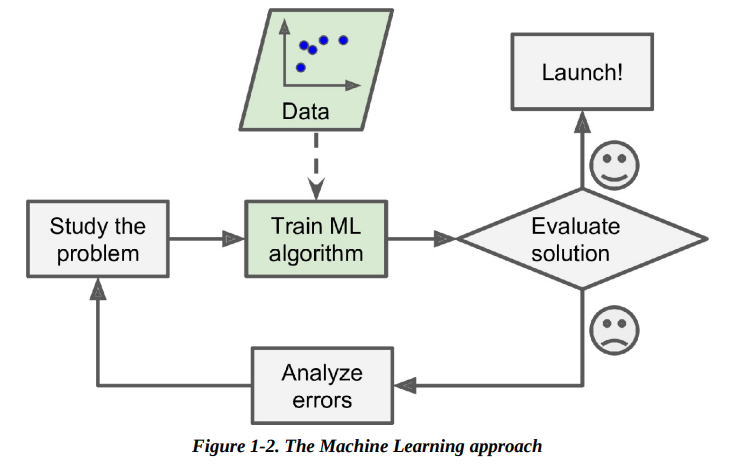 Data
Launch!
Study the
problem
Train ML
algorithm
Evaluate
solution
Analyze
errors
Figure 1-2. The Machine Learning approach